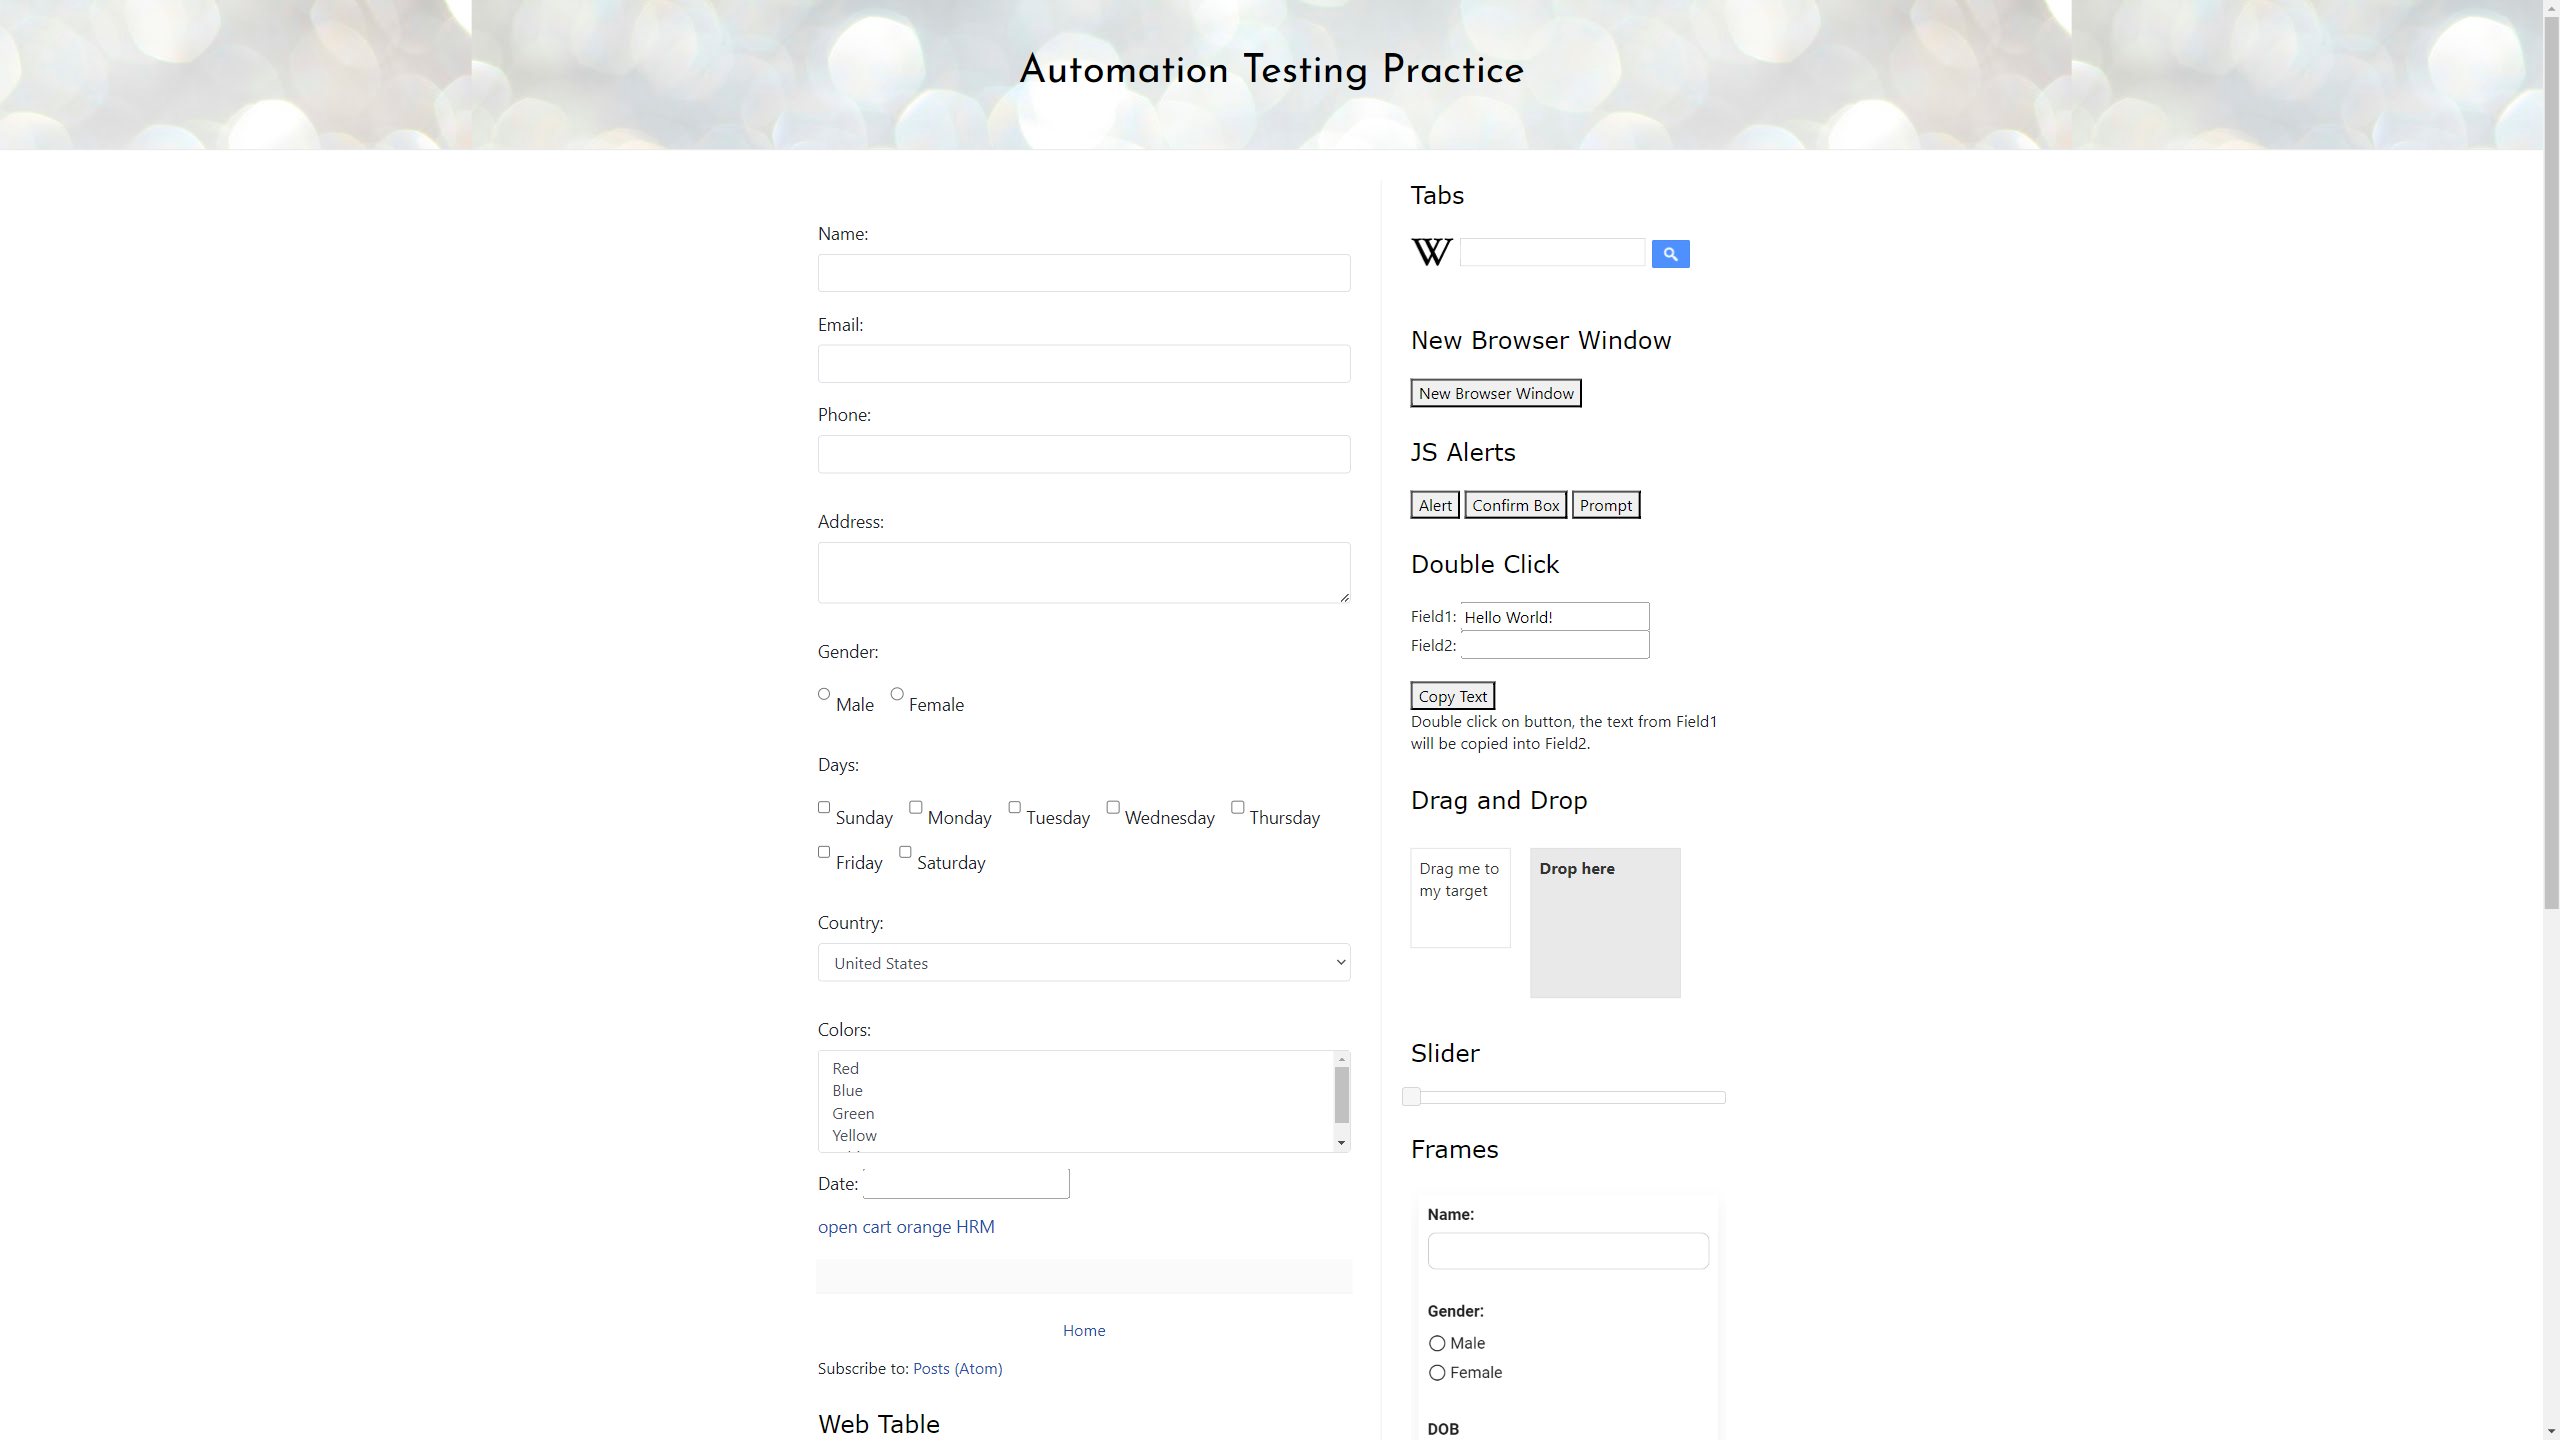 Automation Testing Practice
Name:
Email:
Phone:
Address:
Gender:
Male Female
Days:
Sunday Monday Tuesday Wednesday Thursday
Friday Saturday
Country:
United States
Colors:
Red
Blue
Green
Yellow
Date:
open cart orange HRM
Home
Subscribe to: Posts (Atom)
Web Table
Tabs
W
New Browser Window
New Browser Window
JS Alerts
Alert Confirm Box Prompt
Double Click
Field1: Hello World!
Field2:
Copy Text
Double click on button, the text from Field1
will be copied into Field2.
Drag and Drop
Drag me to
my target
Drop here
Slider
Frames
Name:
Gender:
Male
Female
DOB